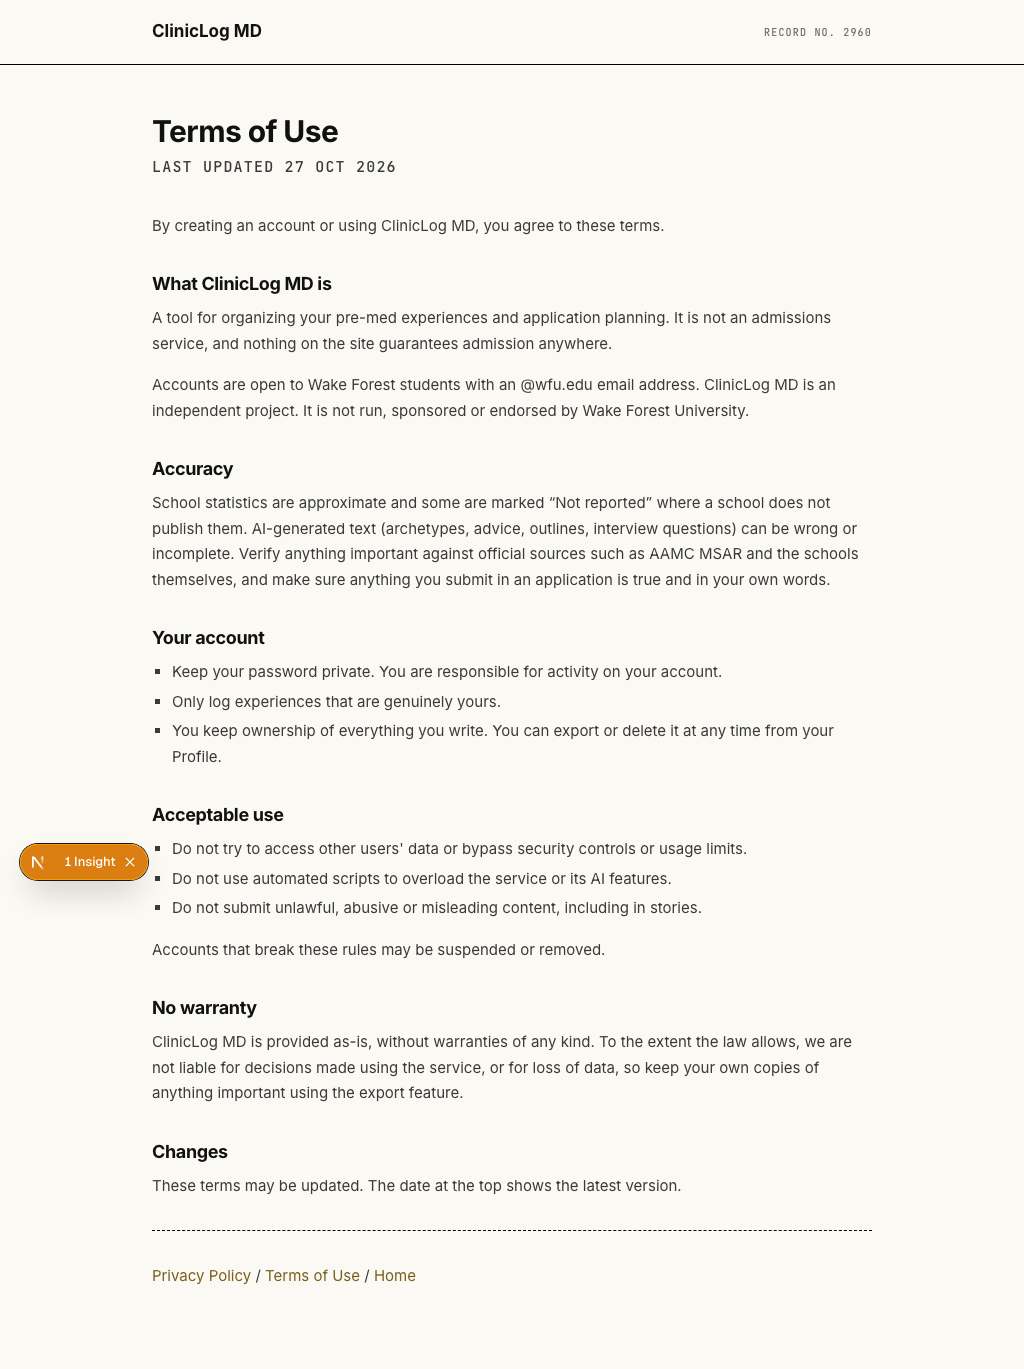 ClinicLog MD
RECORD NO. 2960
Terms of Use
LAST UPDATED 27 OCT 2026
By creating an account or using ClinicLog MD, you agree to these terms.
What ClinicLog MD is
A tool for organizing your pre-med experiences and application planning. It is not an admissions
service, and nothing on the site guarantees admission anywhere.
Accounts are open to Wake Forest students with an @wfu.edu email address. ClinicLog MD is an
independent project. It is not run, sponsored or endorsed by Wake Forest University.
Accuracy
School statistics are approximate and some are marked “Not reported” where a school does not
publish them. AI-generated text (archetypes, advice, outlines, interview questions) can be wrong or
incomplete. Verify anything important against official sources such as AAMC MSAR and the schools
themselves, and make sure anything you submit in an application is true and in your own words.
Your account
Keep your password private. You are responsible for activity on your account.
Only log experiences that are genuinely yours.
You keep ownership of everything you write. You can export or delete it at any time from your
Profile.
Acceptable use
Do not try to access other users' data or bypass security controls or usage limits.
1 Insight
Do not use automated scripts to overload the service or its AI features.
Do not submit unlawful, abusive or misleading content, including in stories.
Accounts that break these rules may be suspended or removed.
No warranty
ClinicLog MD is provided as-is, without warranties of any kind. To the extent the law allows, we are
not liable for decisions made using the service, or for loss of data, so keep your own copies of
anything important using the export feature.
Changes
These terms may be updated. The date at the top shows the latest version.
Privacy Policy / Terms of Use / Home